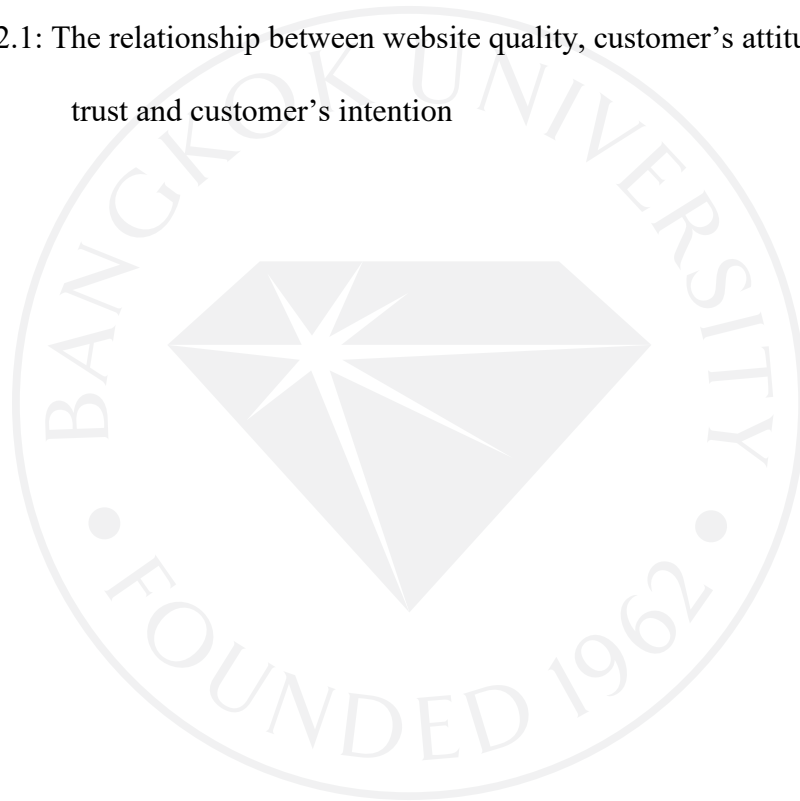 2.1: The relationship between website quality, customer’s attitu
trust and customer’s intention
BANGKOK UNIVERSITY
FOUNDED 1962